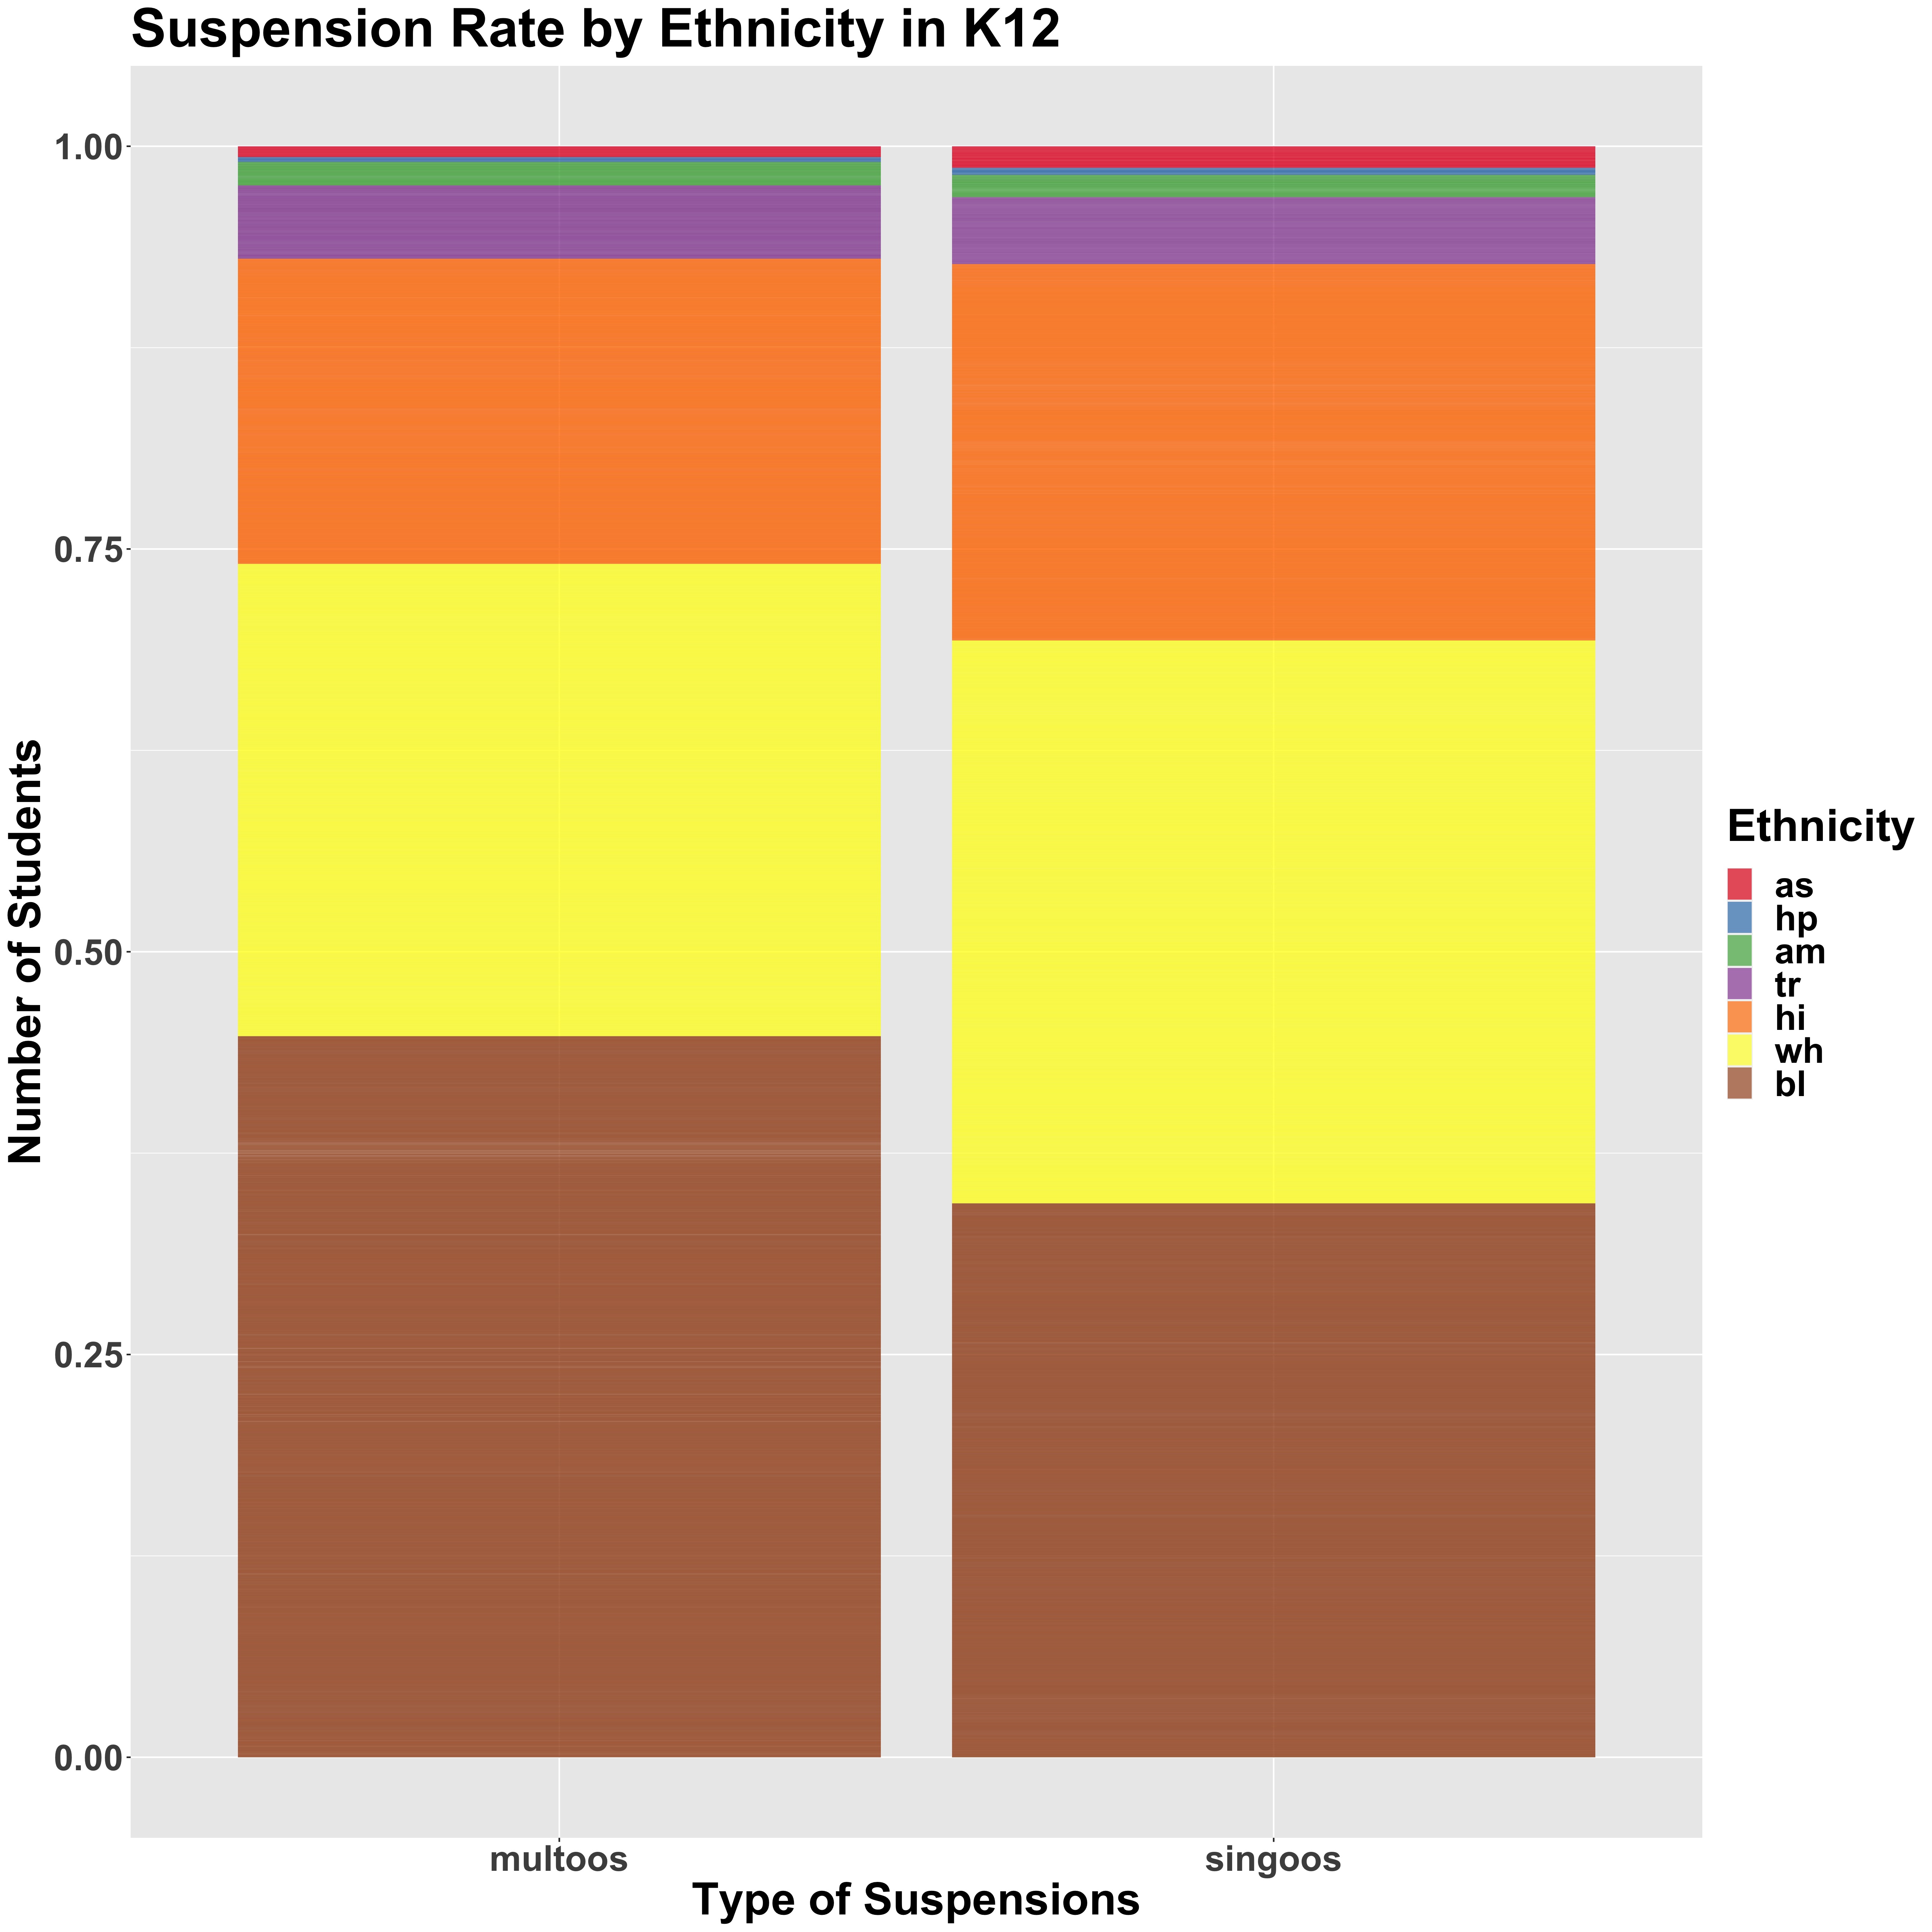 Suspension Rate by Ethnicity in K12
Number of Students
1.00
0.75
0.50
0.25
0.00
multoos
singoos
Type of Suspensions
Ethnicity
as
hp
am
tr
hi
wh
bl